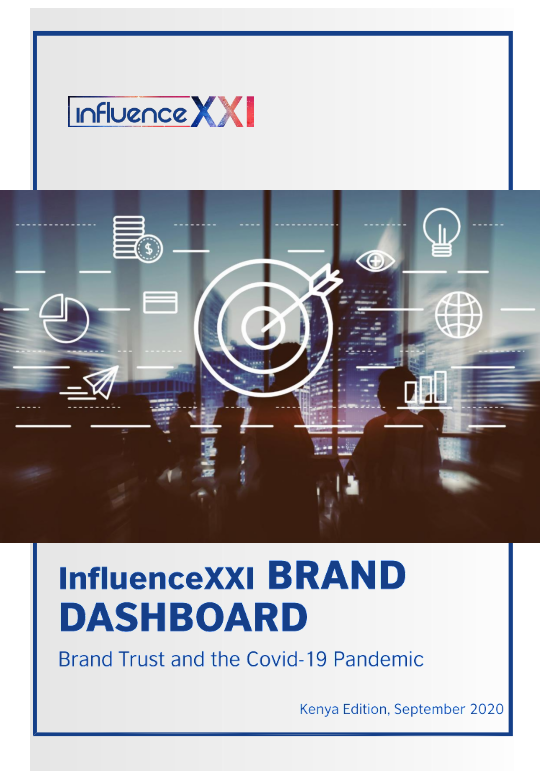 influenceXXI
$
InfluenceXXI BRAND
DASHBOARD
Brand Trust and the Covid-19 Pandemic
Kenya Edition, September 2020